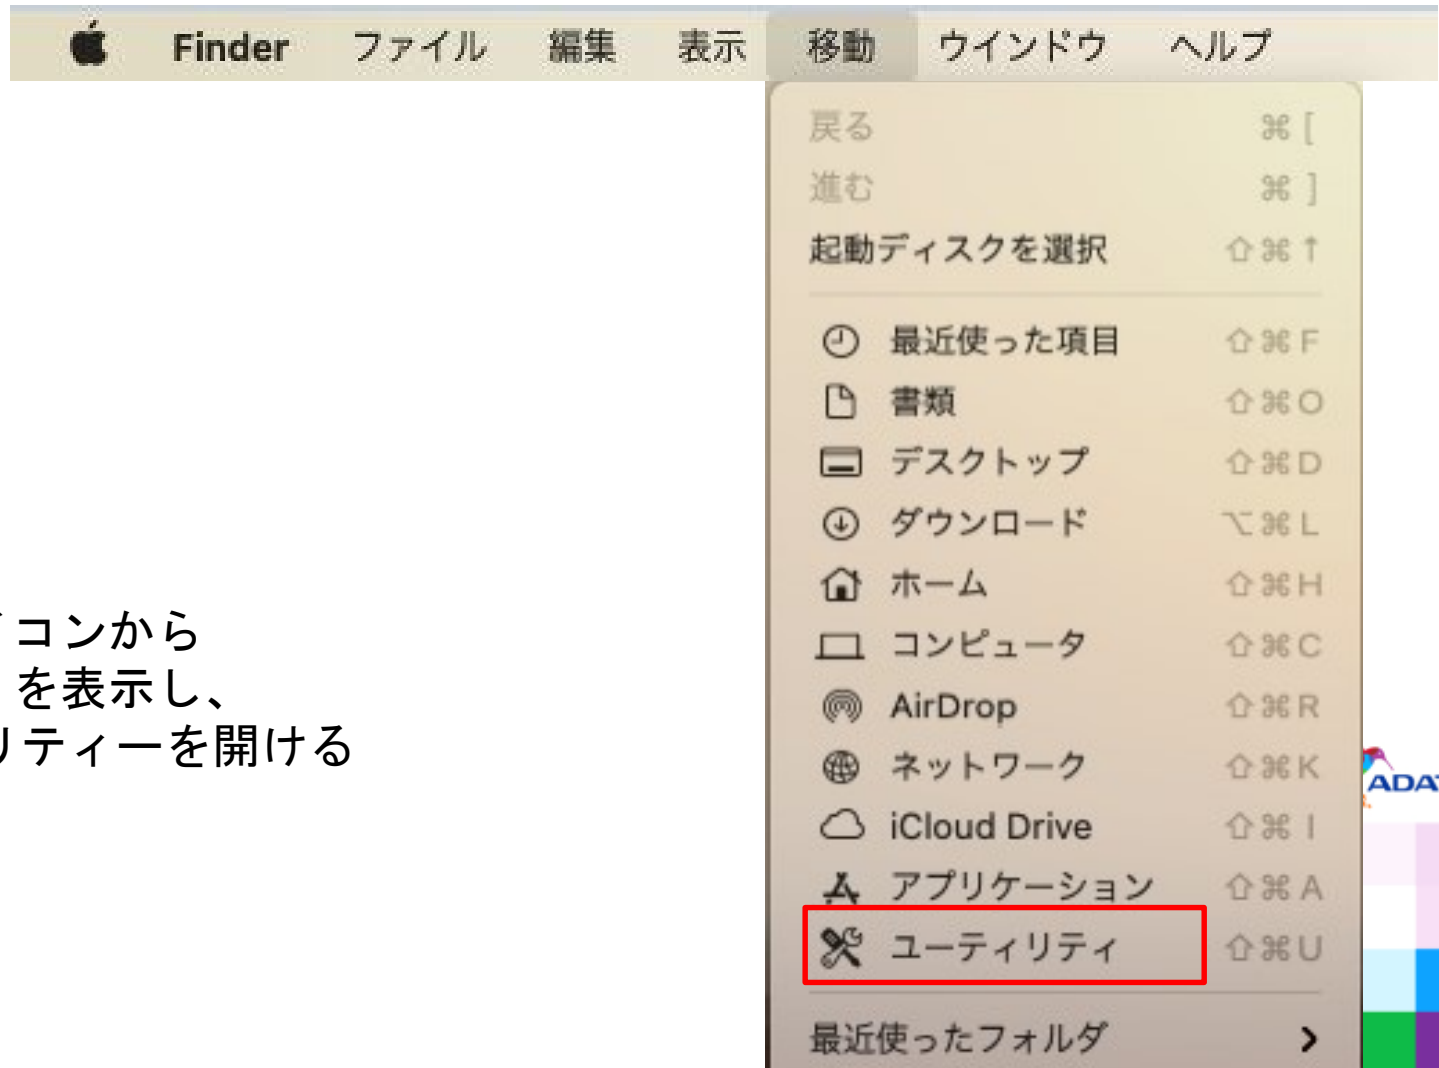 Finder ファイル 編集 表示 移動 ウインドウ ヘルプ
戻る ⌘ [
進む ⌘ ]
起動ディスクを選択 ⇧⌘↑
最近使った項目 ⇧⌘F
書類 ⇧⌘O
デスクトップ ⇧⌘D
ダウンロード ⌥⌘L
ホーム ⇧⌘H
コンピュータ ⇧⌘C
AirDrop ⇧⌘R
ネットワーク ⇧⌘K
iCloud Drive ⇧⌘I
アプリケーション ⇧⌘A
ユーティリティ ⇧⌘U
最近使ったフォルダ
コンから
を表示し、
リティーを開ける
ADA